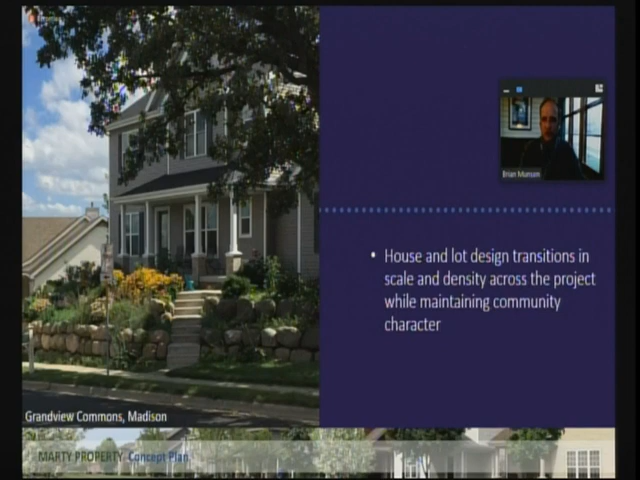 Brian Munson
• House and lot design transitions in
scale and density across the project
while maintaining community
character
Grandview Commons, Madison
MARTY PROPERTY Concept Plan